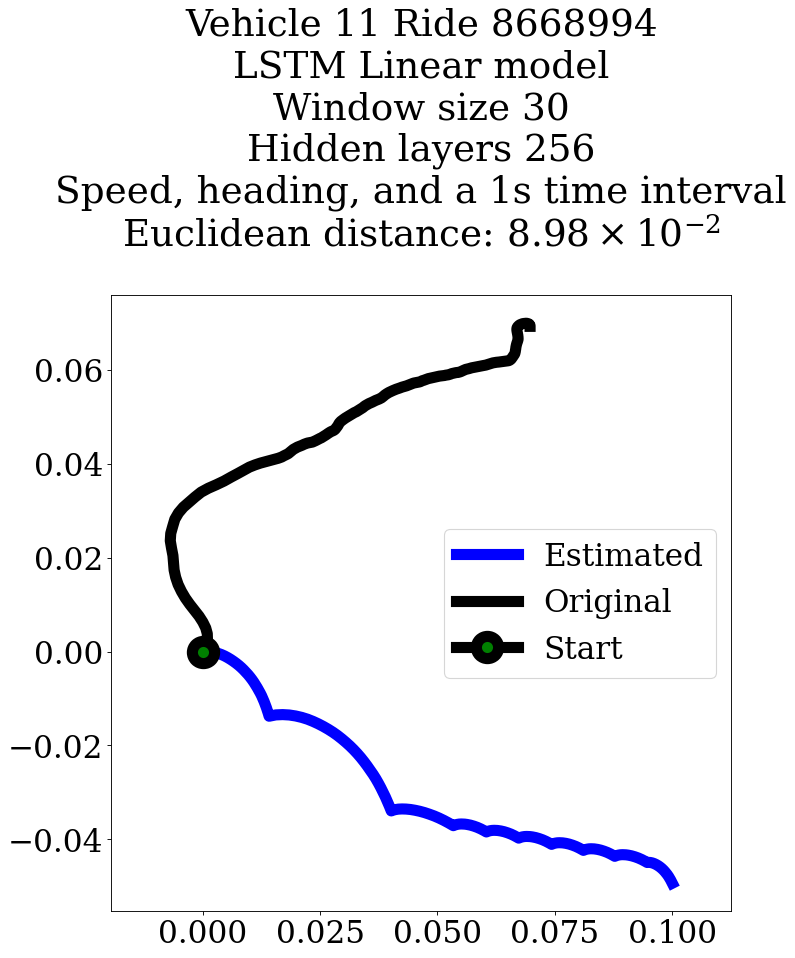 Vehicle 11 Ride 8668994
LSTM Linear model
Window size 30
Hidden layers 256
Speed, heading, and a 1s time interval
Euclidean distance: 8.98 × 10⁻²
0.06
0.04
Estimated
0.02
Original
0.00
Start
−0.02
−0.04
0.000 0.025 0.050 0.075 0.100